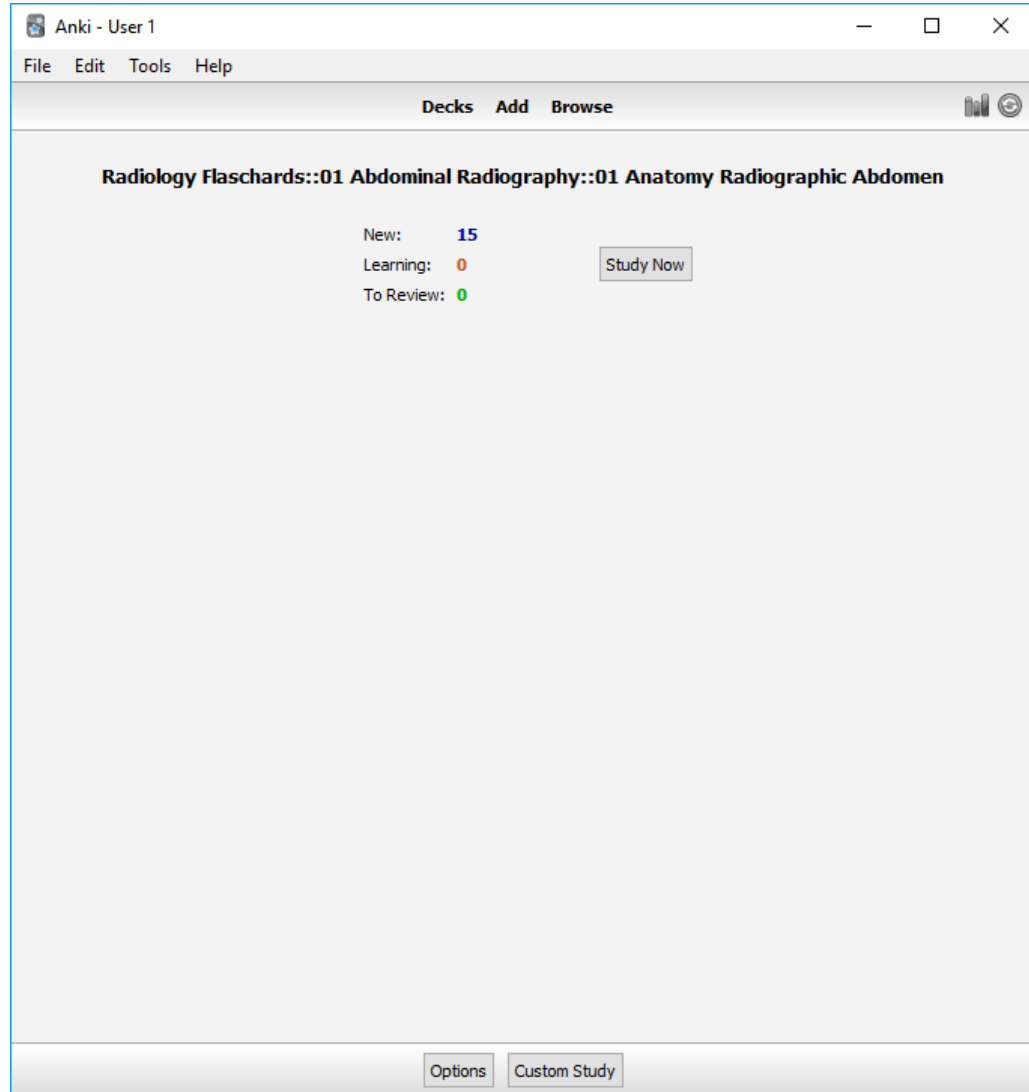 Anki - User 1
File Edit Tools Help
Decks Add Browse
Radiology Flaschards::01 Abdominal Radiography::01 Anatomy Radiographic Abdomen
New: 15
Learning: 0
Study Now
To Review: 0
Options Custom Study